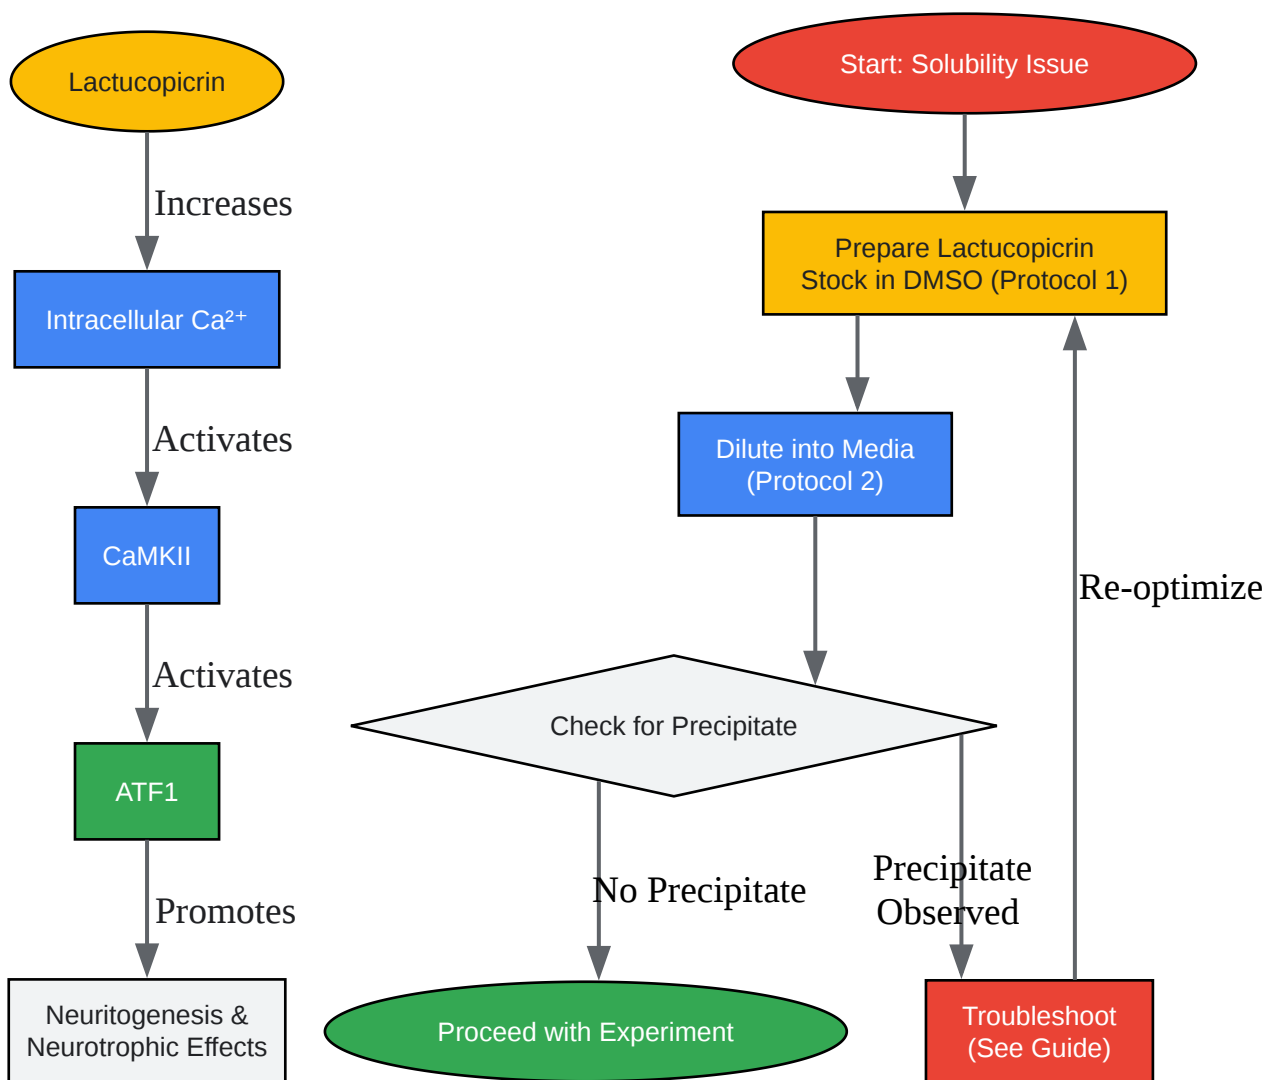 Lactucopicrin
Increases
Intracellular Ca²⁺
Activates
CaMKII
Activates
ATF1
Promotes
Neuritogenesis &
Neurotrophic Effects
Start: Solubility Issue
Prepare Lactucopicrin
Stock in DMSO (Protocol 1)
Dilute into Media
(Protocol 2)
Re-optimize
Check for Precipitate
No Precipitate
Precipitate
Observed
Proceed with Experiment
Troubleshoot
(See Guide)